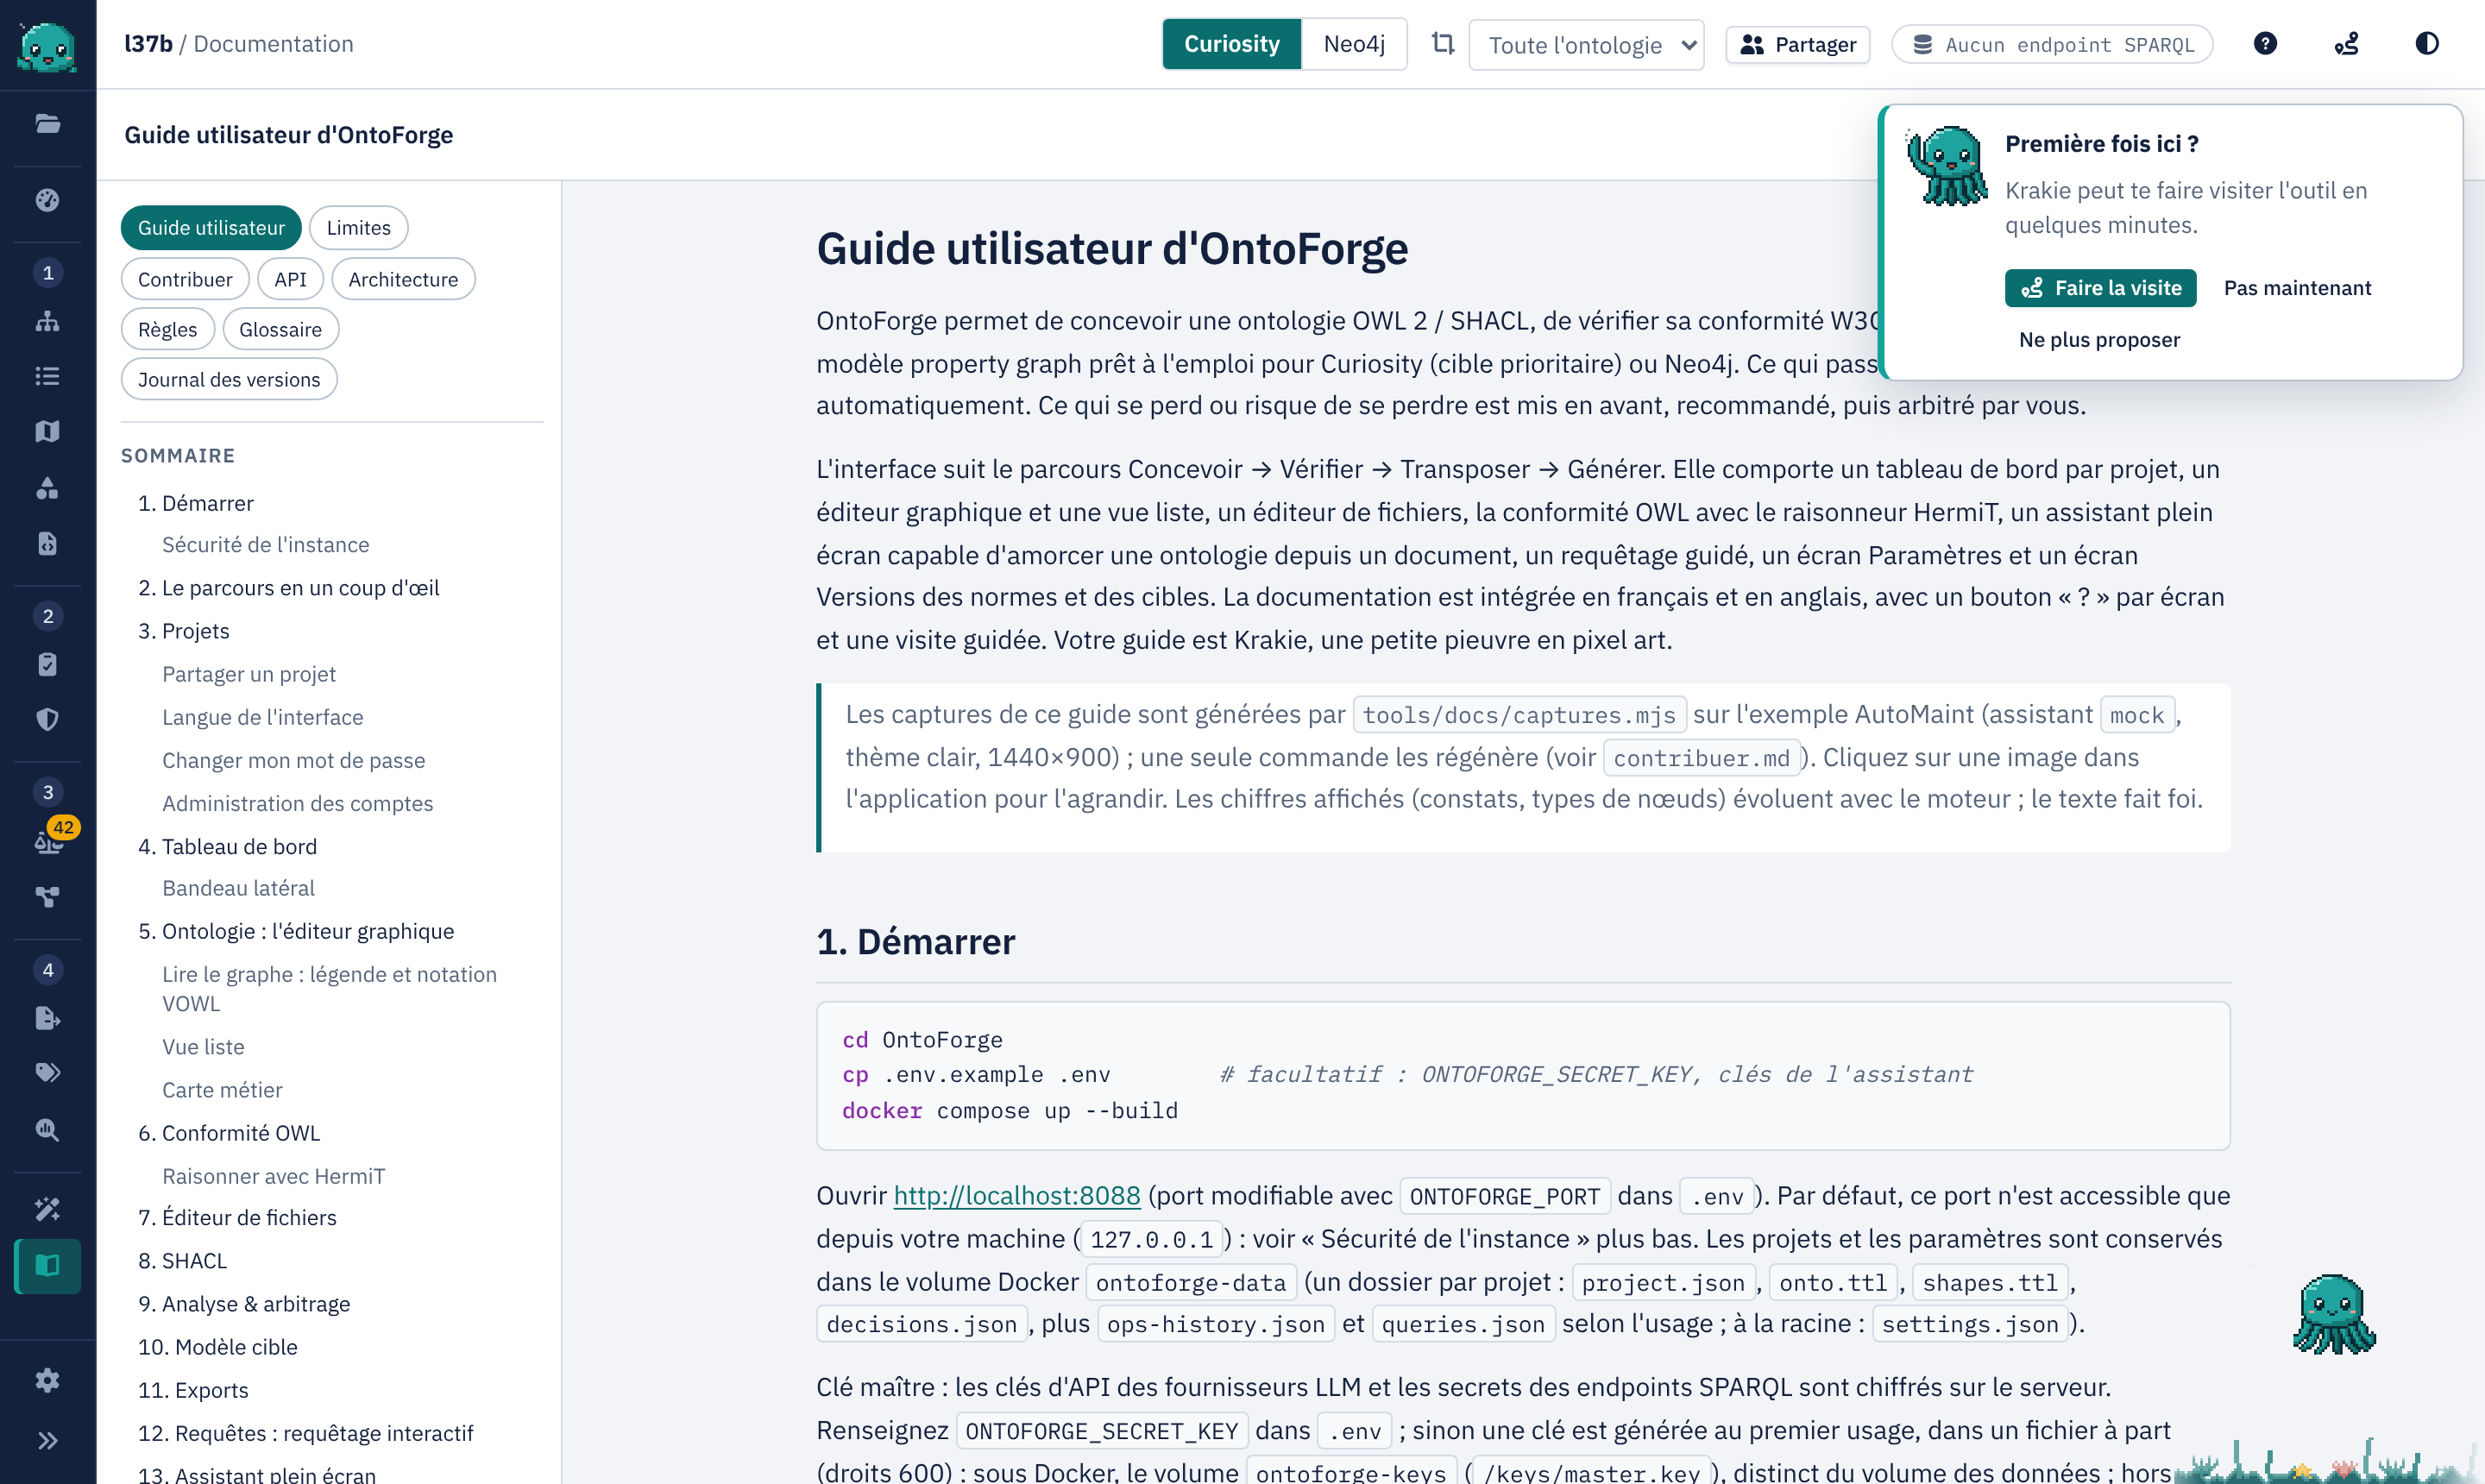 l37b / Documentation
Curiosity
Neo4j
Toute l'ontologie
Partager
Aucun endpoint SPARQL
?
Guide utilisateur d'OntoForge
Première fois ici ?
Krakie peut te faire visiter l'outil en
quelques minutes.
Faire la visite
Pas maintenant
Ne plus proposer
1
2
3
42
4
Guide utilisateur
Limites
Contribuer
API
Architecture
Règles
Glossaire
Journal des versions
SOMMAIRE
1. Démarrer
Sécurité de l'instance
2. Le parcours en un coup d'œil
3. Projets
Partager un projet
Langue de l'interface
Changer mon mot de passe
Administration des comptes
4. Tableau de bord
Bandeau latéral
5. Ontologie : l'éditeur graphique
Lire le graphe : légende et notation
VOWL
Vue liste
Carte métier
6. Conformité OWL
Raisonner avec HermiT
7. Éditeur de fichiers
8. SHACL
9. Analyse & arbitrage
10. Modèle cible
11. Exports
12. Requêtes : requêtage interactif
13. Assistant plein écran
Guide utilisateur d'OntoForge
OntoForge permet de concevoir une ontologie OWL 2 / SHACL, de vérifier sa conformité
modèle property graph prêt à l'emploi pour Curiosity (cible prioritaire) ou Neo4j. Ce qui
automatiquement. Ce qui se perd ou risque de se perdre est mis en avant, recommandé, puis arbitré par vous.
L'interface suit le parcours Concevoir → Vérifier → Transposer → Générer. Elle comporte un tableau de bord par projet, un
éditeur graphique et une vue liste, un éditeur de fichiers, la conformité OWL avec le raisonneur HermiT, un assistant plein
écran capable d'amorcer une ontologie depuis un document, un requêtage guidé, un écran Paramètres et un écran
Versions des normes et des cibles. La documentation est intégrée en français et en anglais, avec un bouton « ? » par écran
et une visite guidée. Votre guide est Krakie, une petite pieuvre en pixel art.
Les captures de ce guide sont générées par tools/docs/captures.mjs sur l'exemple AutoMaint (assistant mock,
thème clair, 1440×900) ; une seule commande les régénère (voir contribuer.md). Cliquez sur une image dans
l'application pour l'agrandir. Les chiffres affichés (constats, types de nœuds) évoluent avec le moteur ; le texte fait foi.
1. Démarrer
cd OntoForge
cp .env.example .env # facultatif : ONTOFORGE_SECRET_KEY, clés de l'assistant
docker compose up --build
Ouvrir http://localhost:8088 (port modifiable avec ONTOFORGE_PORT dans .env). Par défaut, ce port n'est accessible que
depuis votre machine (127.0.0.1) : voir « Sécurité de l'instance » plus bas. Les projets et les paramètres sont conservés
dans le volume Docker ontoforge-data (un dossier par projet : project.json, onto.ttl, shapes.ttl,
decisions.json, plus ops-history.json et queries.json selon l'usage ; à la racine : settings.json).
Clé maître : les clés d'API des fournisseurs LLM et les secrets des endpoints SPARQL sont chiffrés sur le serveur.
Renseignez ONTOFORGE_SECRET_KEY dans .env ; sinon une clé est générée au premier usage, dans un fichier à part
(droits 600) : sous Docker, le volume ontoforge-keys (/keys/master.key), distinct du volume des données ; hors